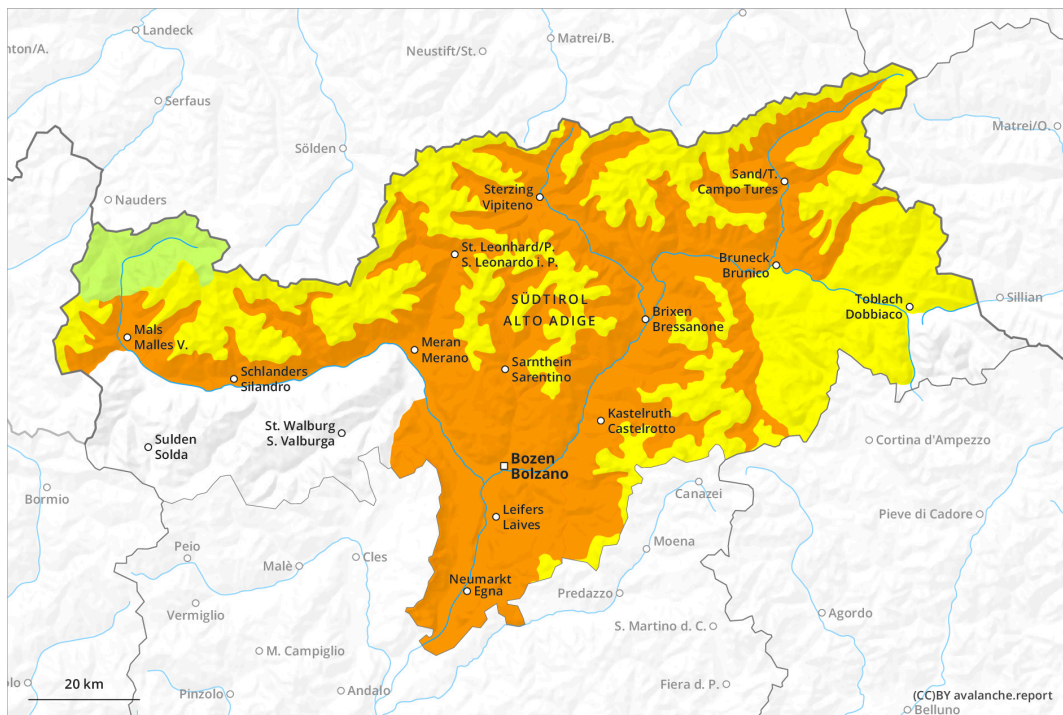 Landeck
Matrei/B.
Neustift/St.
nton/A.
Serfaus
Matrei/O.
Sölden
Sand/T.
Campo Tures
Sterzing
Vipiteno
Nauders
St. Leonhard/P.
S. Leonardo i. P.
Bruneck
Brunico
SÜDTIROL
ALTO ADIGE
Toblach
Dobbiaco
Sillian
Brixen
Bressanone
Mals
Malles V.
Meran
Merano
Sarnthein
Sarentino
Schlanders
Silandro
Kastelruth
Castelrotto
St. Walburg
S. Valburga
Sulden
Solda
Cortina d'Ampezzo
Bozen
Bolzano
Bormio
Canazei
Leifers
Laives
Pieve di Cadore
Peio
Moena
Cles
Malè
Neumarkt
Egna
Predazzo
Vermiglio
Agordo
S. Martino d. C.
M. Campiglio
20 km
olo
Pinzolo
Andalo
Fiera d. P.
(CC)BY avalanche.report
Belluno